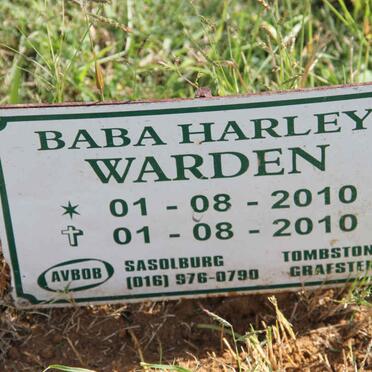 BABA HARLEY
WARDEN
01 - 08 - 2010
01 - 08 - 2010
AVBOB
SASOLBURG
(016) 976-0790
TOMBSTON
GRAFSTE